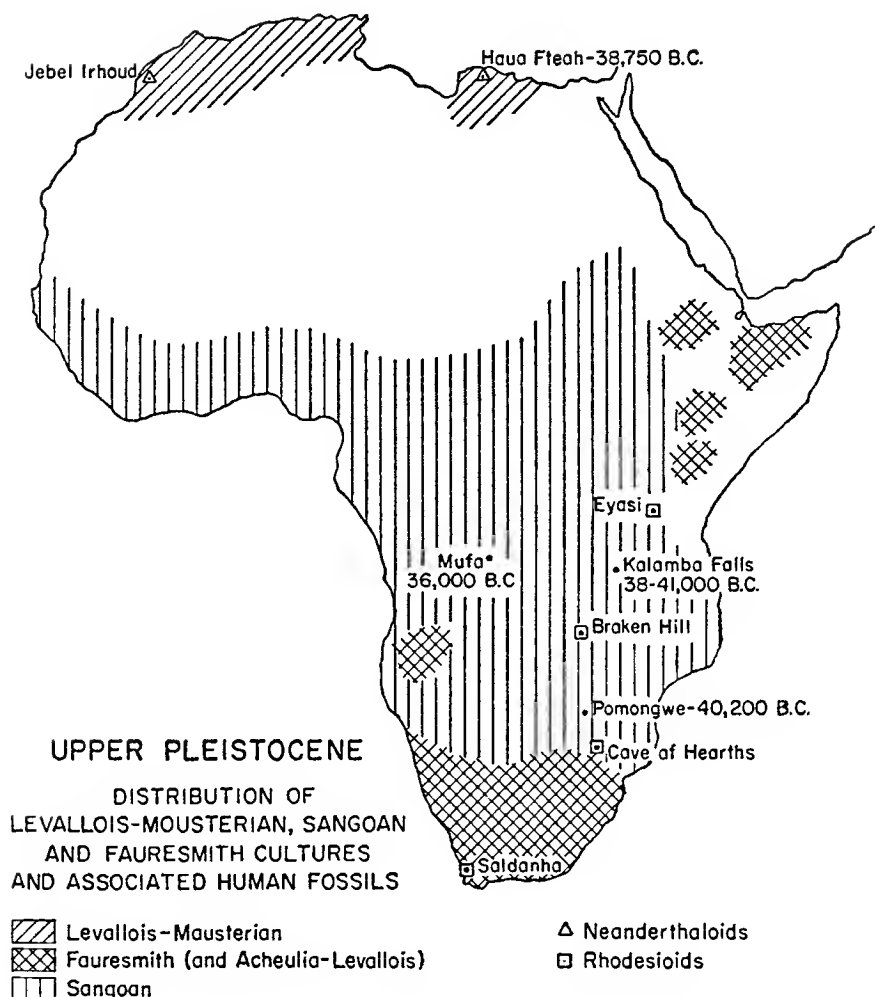 Jebel Irhoud
Haua Fteah-38,750 B.C.
Eyasi
Mufa
36,000 B.C
Kalamba Falls
38-41,000 B.C.
Braken Hill
Pomongwe-40,200 B.C.
Cave of Hearths
Saldanha
UPPER PLEISTOCENE
DISTRIBUTION OF
LEVALLOIS-MOUSTERIAN, SANGOAN
AND FAURESMITH CULTURES
AND ASSOCIATED HUMAN FOSSILS
Levallois-Mausterian
Fauresmith (and Acheulia-Levallois)
Sangoan
Neanderthaloids
Rhodesioids